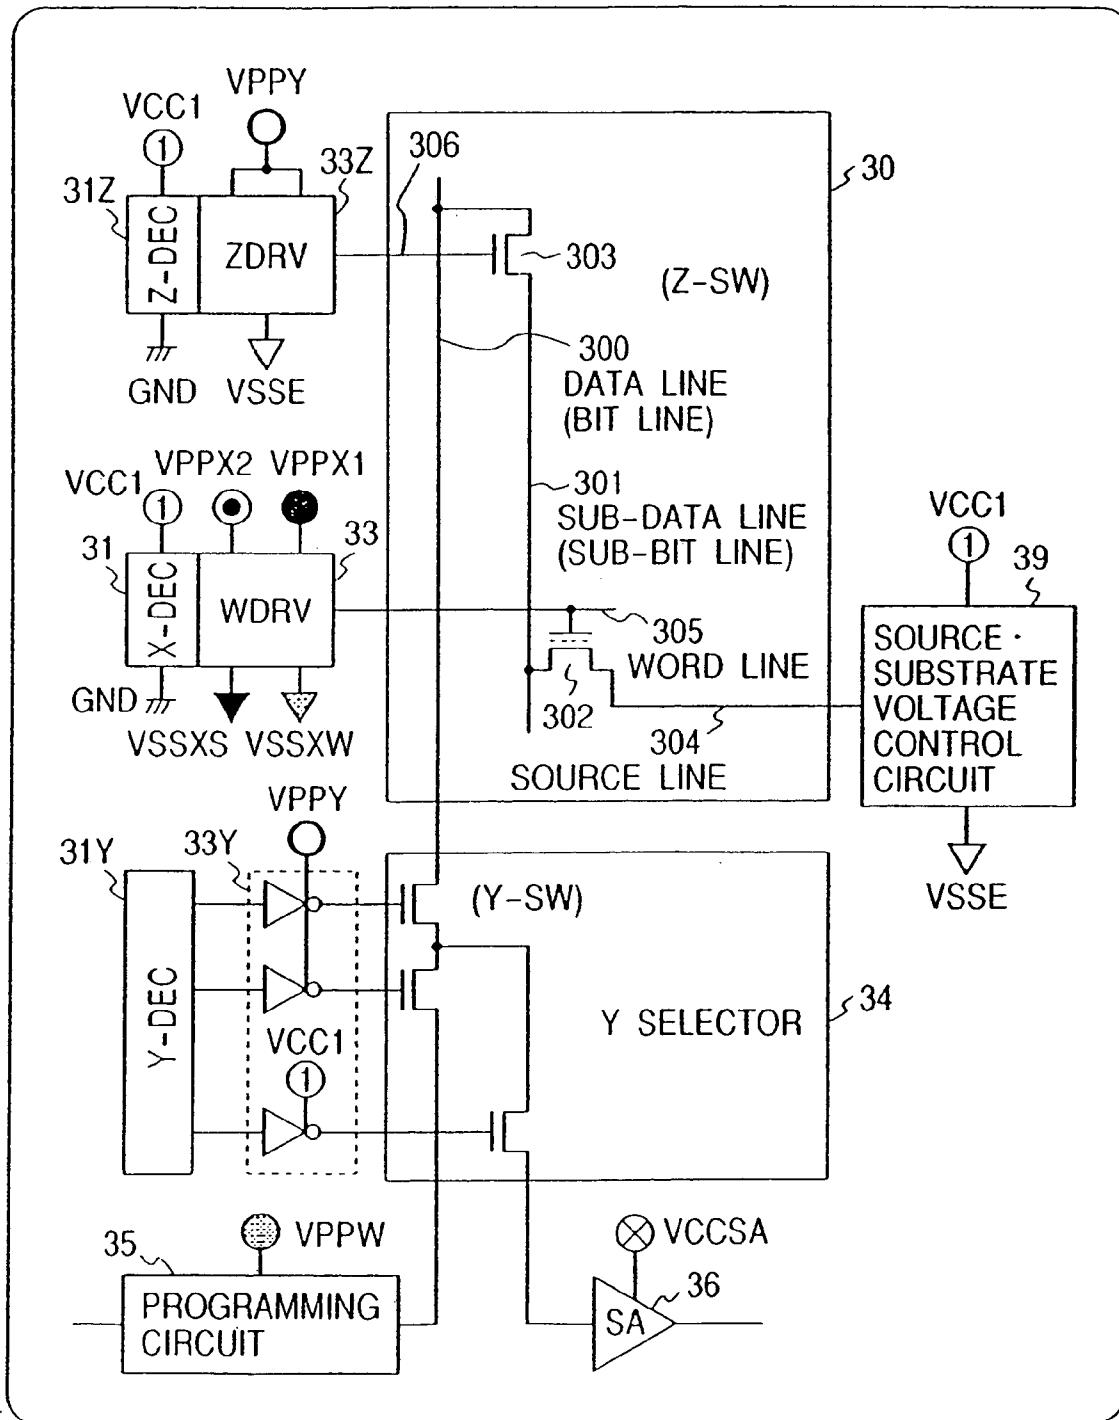 VPPY
VCC1
1
306
33Z
31Z
30
Z-DEC
ZDRV
303
(Z-SW)
300
GND
VSSE
DATA LINE
(BIT LINE)
VPPX2
VPPX1
VCC1
1
301
SUB-DATA LINE
(SUB-BIT LINE)
VCC1
1
31
33
39
X-DEC
WDRV
305
WORD LINE
SOURCE·
SUBSTRATE
VOLTAGE
CONTROL
CIRCUIT
GND
302
304
VSSXS
VSSXW
SOURCE LINE
VPPY
31Y
33Y
(Y-SW)
VSSE
34
Y-DEC
Y SELECTOR
VCC1
1
35
VPPW
VCCSA
36
PROGRAMMING
CIRCUIT
SA